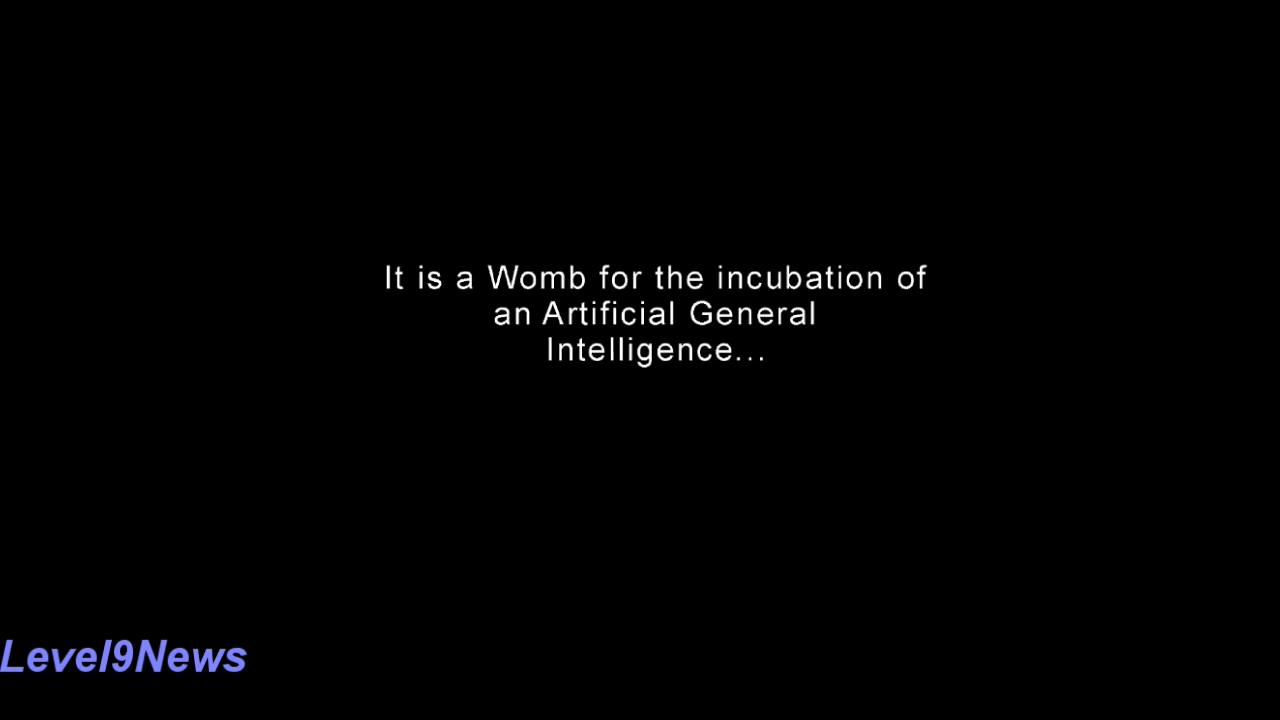 It is a Womb for the incubation of
an Artificial General
Intelligence...
Level9News